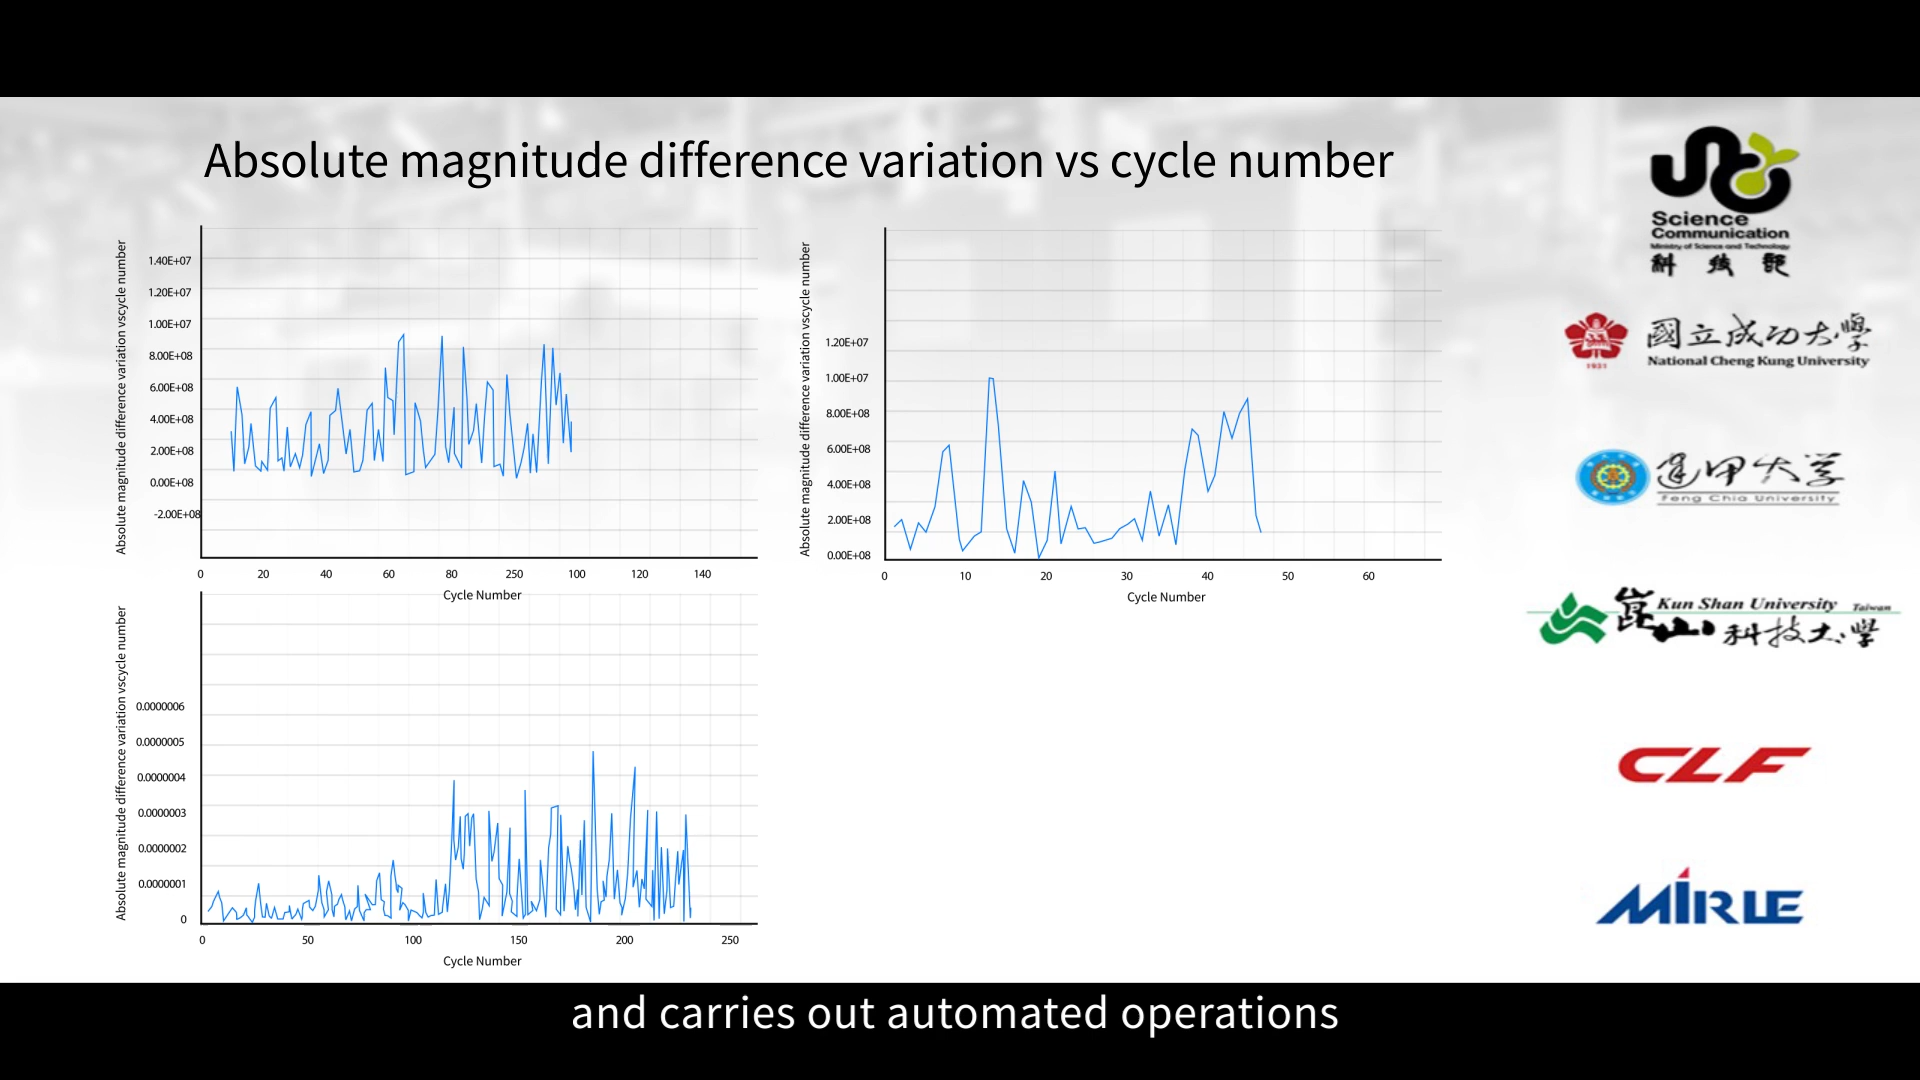 Absolute magnitude difference variation vs cycle number
Absolute magnitude difference variation vscycle number
1.40E+07
1.20E+07
1.00E+07
8.00E+08
6.00E+08
4.00E+08
2.00E+08
0.00E+08
-2.00E+08
0 20 40 60 80 250 100 120 140
Cycle Number
Absolute magnitude difference variation vscycle number
1.20E+07
1.00E+07
8.00E+08
6.00E+08
4.00E+08
2.00E+08
0.00E+08
0 10 20 30 40 50 60
Cycle Number
Absolute magnitude difference variation vscycle number
0.0000006
0.0000005
0.0000004
0.0000003
0.0000002
0.0000001
0
0 50 100 150 200 250
Cycle Number
Science
Communication
Ministry of Science and Technology
科技部
國立成功大學
National Cheng Kung University
1931
逢甲大学
Feng Chia University
Kun Shan University Taiwan
崑山科技大學
CLF
MIRLE
and carries out automated operations